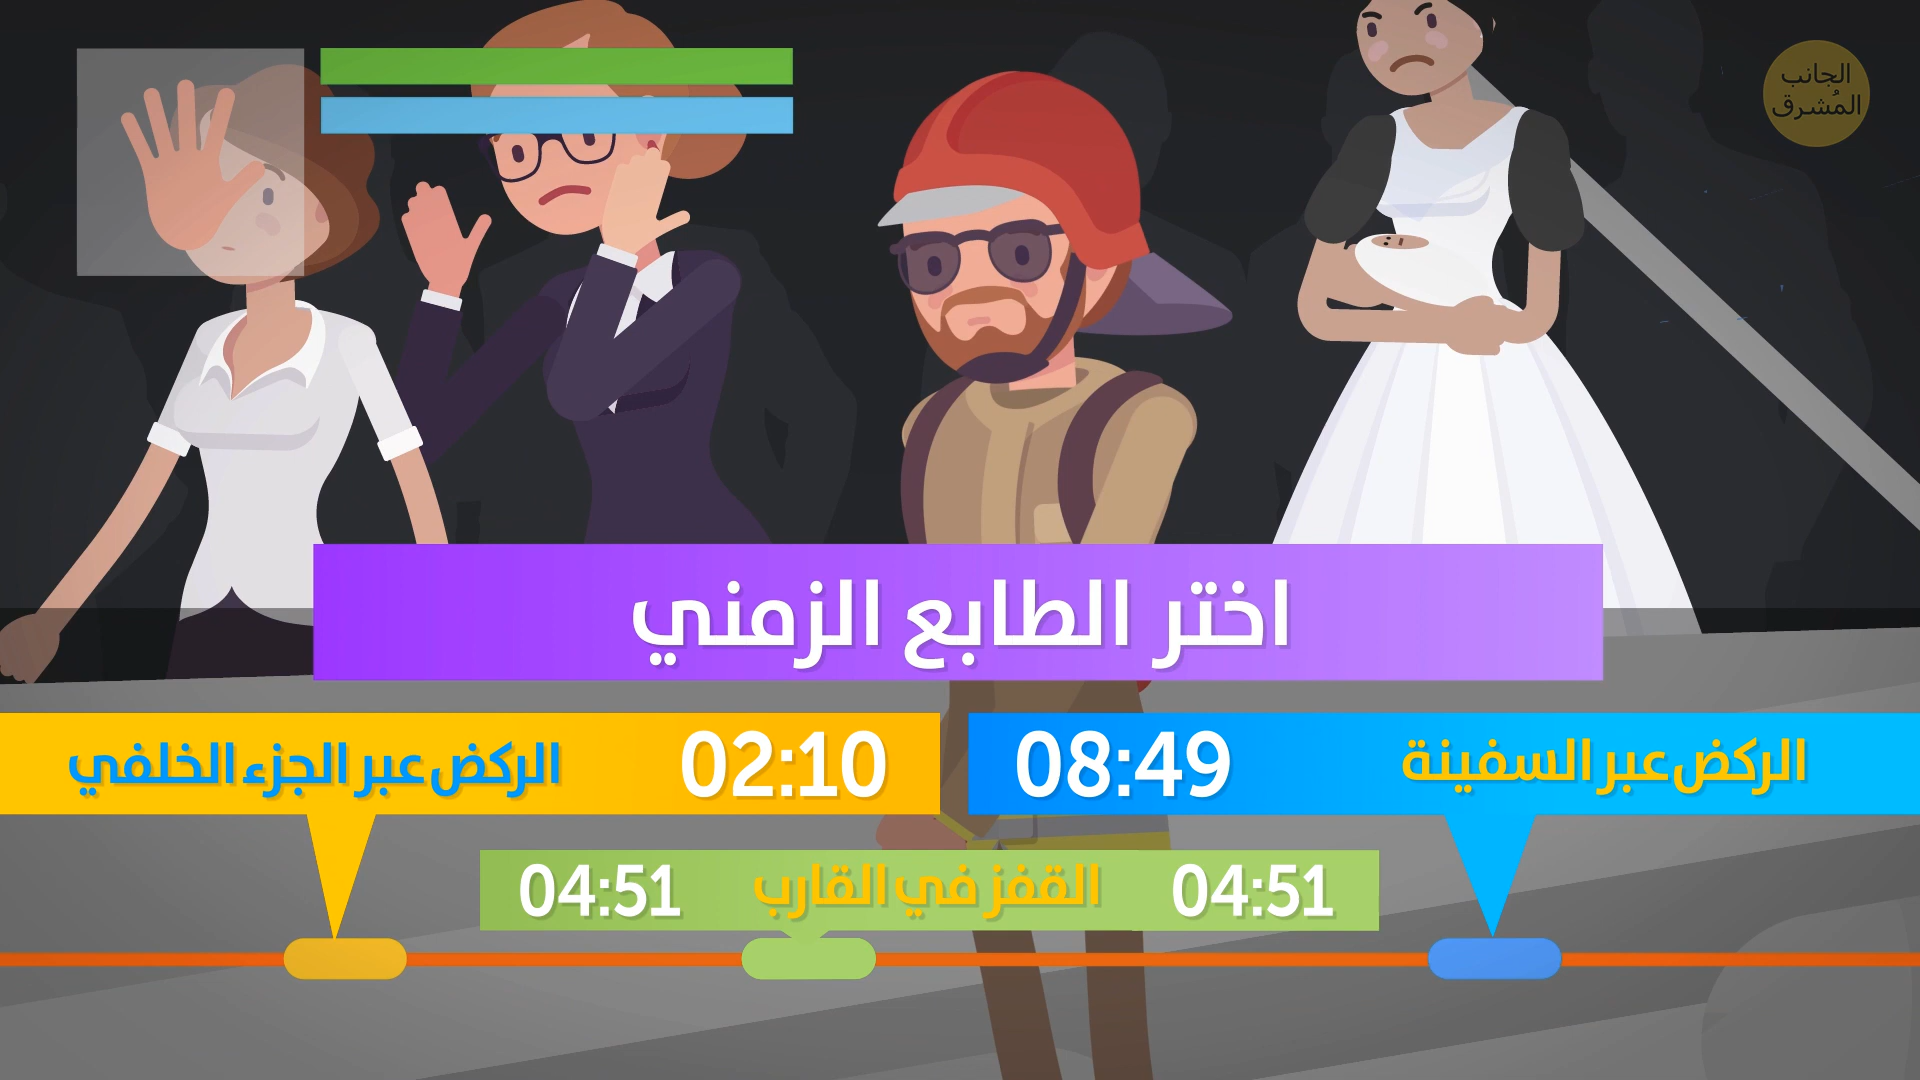 الجانب
المُشرق
اختر الطابع الزمني
08:49 الركض عبر السفينة
02:10 الركض عبر الجزء الخلفي
04:51 القفز في القارب 04:51